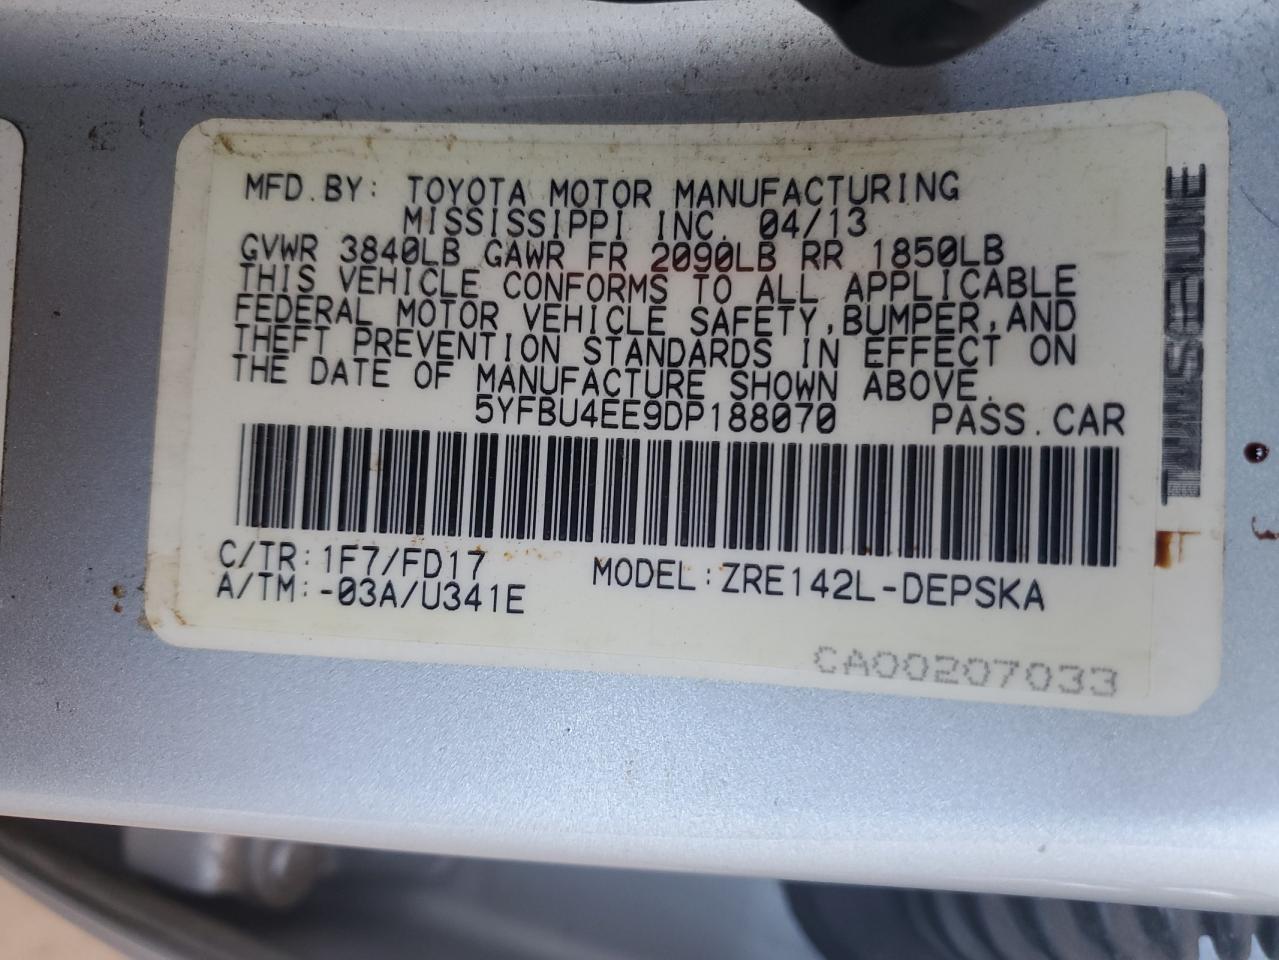 MFD.BY: TOYOTA MOTOR MANUFACTURING
MISSISSIPPI INC. 04/13
GVWR 3840LB GAWR FR 2090LB RR 1850LB
THIS VEHICLE CONFORMS TO ALL APPLICABLE
FEDERAL MOTOR VEHICLE SAFETY,BUMPER,AND
THEFT PREVENTION STANDARDS IN EFFECT ON
THE DATE OF MANUFACTURE SHOWN ABOVE.
5YFBU4EE9DP188070 PASS.CAR
C/TR:1F7/FD17 MODEL:ZRE142L-DEPSKA
A/TM:-03A/U341E
CA00207033